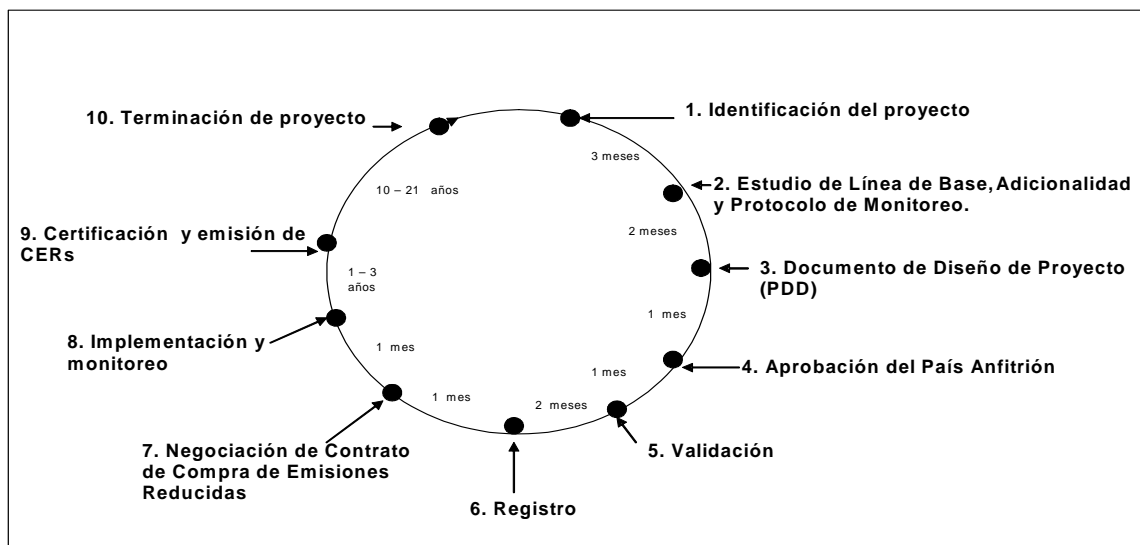 1. Identificación del proyecto
3 meses
2. Estudio de Línea de Base, Adicionalidad
y Protocolo de Monitoreo.
2 meses
3. Documento de Diseño de Proyecto
(PDD)
1 mes
4. Aprobación del País Anfitrión
1 mes
5. Validación
2 meses
6. Registro
1 mes
7. Negociación de Contrato
de Compra de Emisiones
Reducidas
1 mes
8. Implementación y
monitoreo
1 – 3
años
9. Certificación y emisión de
CERs
10 – 21 años
10. Terminación de proyecto